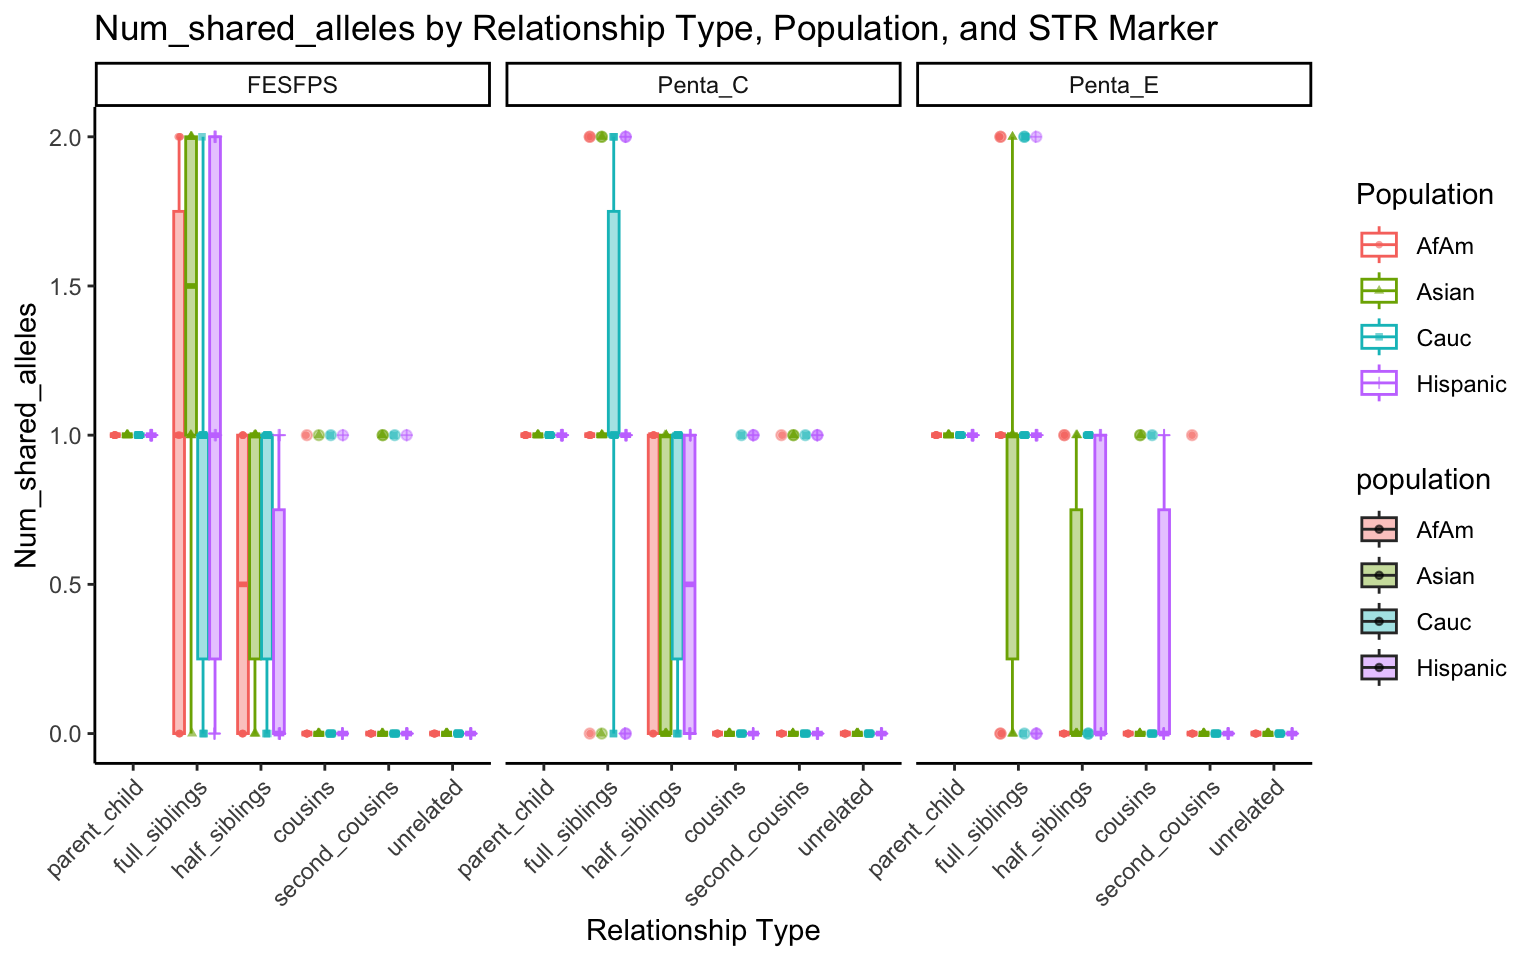 Num_shared_alleles by Relationship Type, Population, and STR Marker
FESFPS
Penta_C
Penta_E
Num_shared_alleles
2.0
1.5
1.0
0.5
0.0
parent_child
full_siblings
half_siblings
cousins
second_cousins
unrelated
parent_child
full_siblings
half_siblings
cousins
second_cousins
unrelated
parent_child
full_siblings
half_siblings
cousins
second_cousins
unrelated
Relationship Type
Population
AfAm
Asian
Cauc
Hispanic
population
AfAm
Asian
Cauc
Hispanic